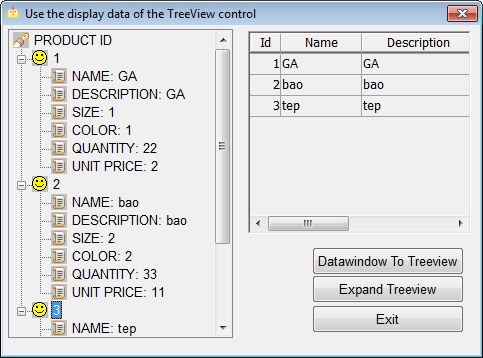 Use the display data of the TreeView control
PRODUCT ID
1
NAME: GA
DESCRIPTION: GA
SIZE: 1
COLOR: 1
QUANTITY: 22
UNIT PRICE: 2
2
NAME: bao
DESCRIPTION: bao
SIZE: 2
COLOR: 2
QUANTITY: 33
UNIT PRICE: 11
3
NAME: tep
Id Name Description
1 GA GA
2 bao bao
3 tep tep
Datawindow To Treeview
Expand Treeview
Exit